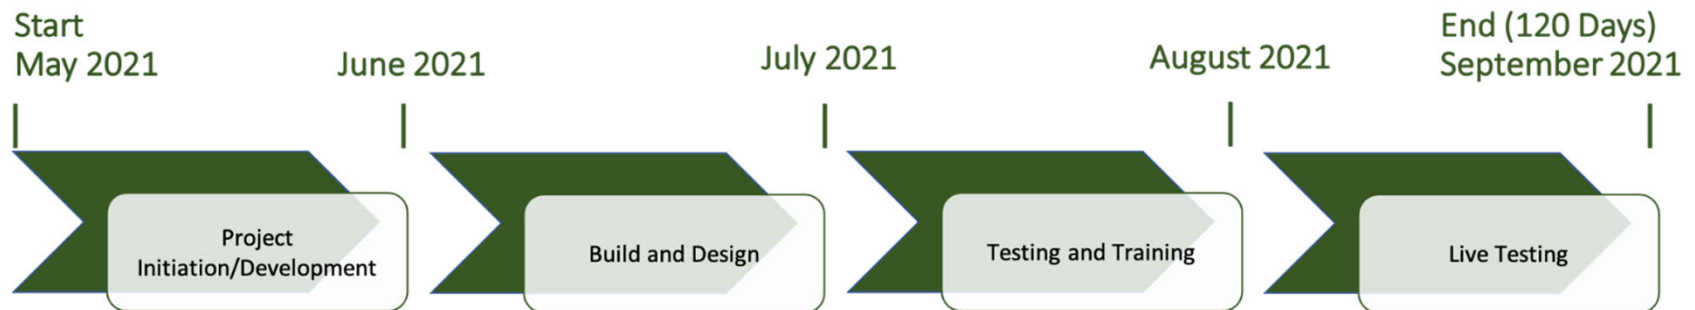 Start
May 2021
June 2021
July 2021
August 2021
End (120 Days)
September 2021
Project
Initiation/Development
Build and Design
Testing and Training
Live Testing